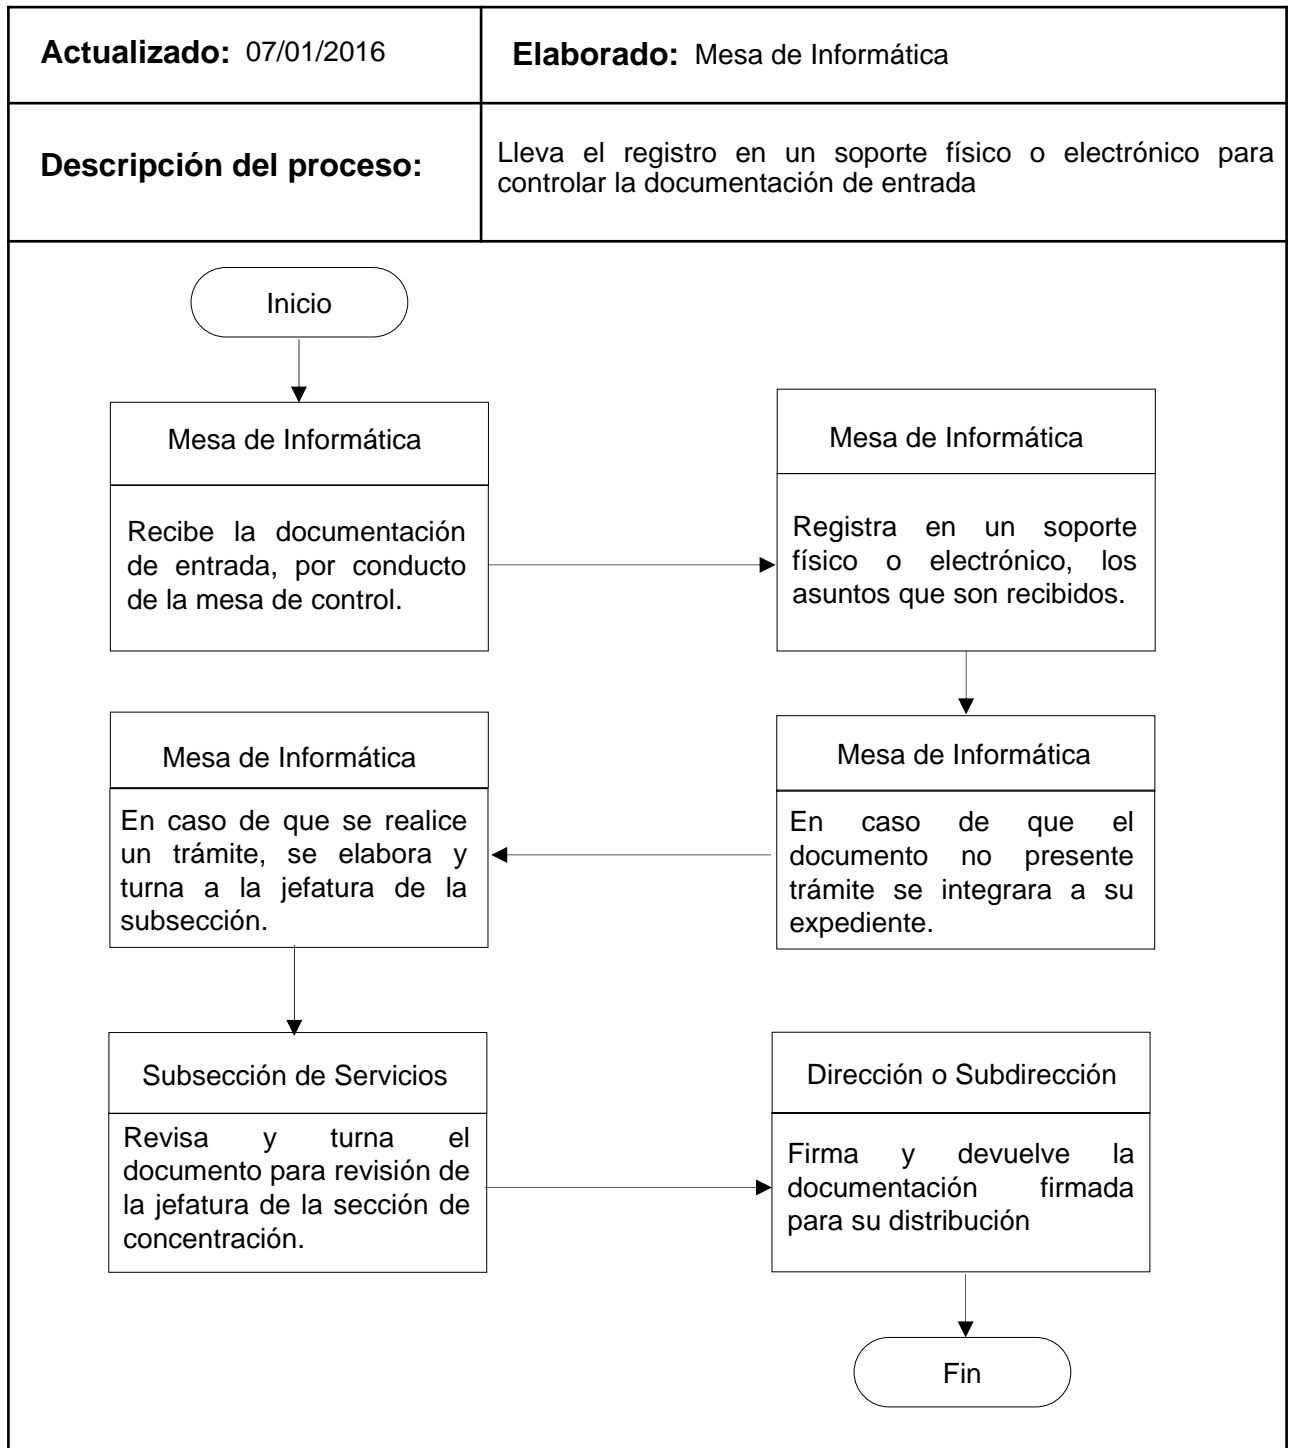 Actualizado: 07/01/2016
Elaborado: Mesa de Informática
Descripción del proceso:
Lleva el registro en un soporte físico o electrónico para
controlar la documentación de entrada
Inicio
Mesa de Informática
Recibe la documentación
de entrada, por conducto
de la mesa de control.
Mesa de Informática
Registra en un soporte
físico o electrónico, los
asuntos que son recibidos.
Mesa de Informática
En caso de que el
documento no presente
trámite se integrara a su
expediente.
Mesa de Informática
En caso de que se realice
un trámite, se elabora y
turna a la jefatura de la
subsección.
Subsección de Servicios
Revisa y turna el
documento para revisión de
la jefatura de la sección de
concentración.
Dirección o Subdirección
Firma y devuelve la
documentación firmada
para su distribución
Fin